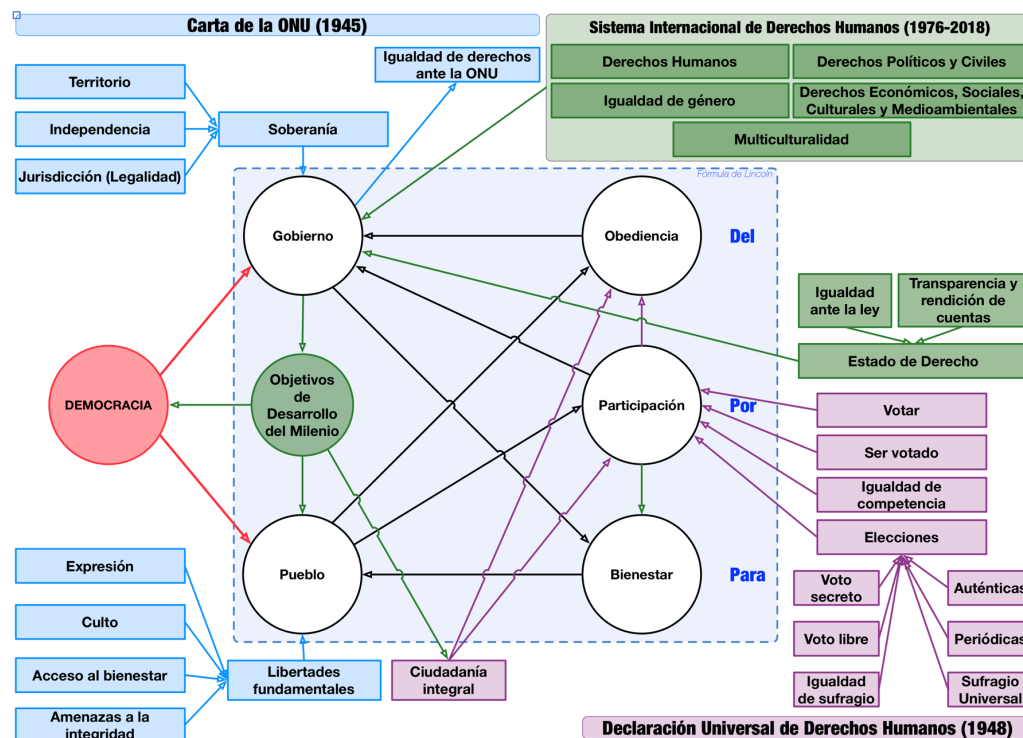 Carta de la ONU (1945)
Sistema Internacional de Derechos Humanos (1976-2018)
Igualdad de derechos
ante la ONU
Derechos Humanos
Derechos Políticos y Civiles
Territorio
Igualdad de género
Derechos Económicos, Sociales,
Culturales y Medioambientales
Independencia
Soberanía
Multiculturalidad
Jurisdicción (Legalidad)
Fórmula de Lincoln
Gobierno
Obediencia
Del
Igualdad
ante la ley
Transparencia y
rendición de
cuentas
Estado de Derecho
DEMOCRACIA
Objetivos
de
Desarrollo
del Milenio
Participación
Por
Votar
Ser votado
Igualdad de
competencia
Elecciones
Expresión
Pueblo
Bienestar
Para
Voto
secreto
Auténticas
Culto
Voto libre
Periódicas
Acceso al bienestar
Libertades
fundamentales
Ciudadanía
integral
Igualdad
de sufragio
Sufragio
Universal
Amenazas a la
integridad
Declaración Universal de Derechos Humanos (1948)